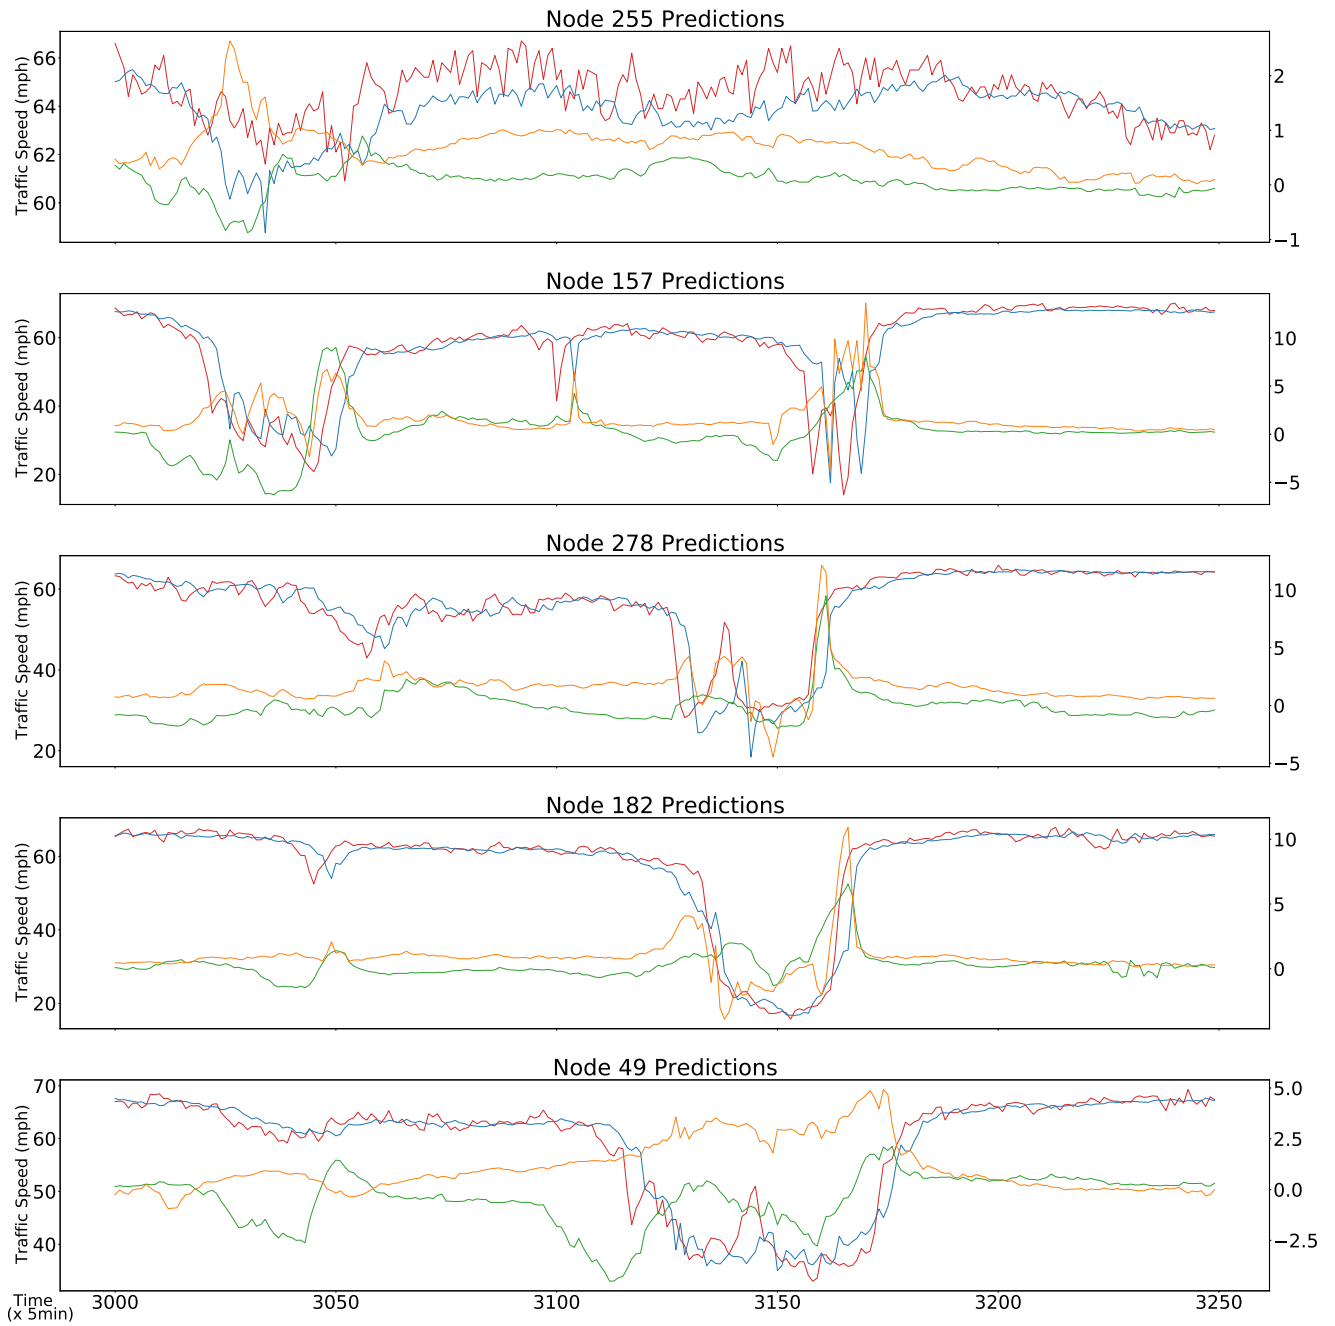 Node 255 Predictions
Traffic Speed (mph)
66
64
62
60
2
1
0
−1
Node 157 Predictions
Traffic Speed (mph)
60
40
20
10
5
0
−5
Node 278 Predictions
Traffic Speed (mph)
60
40
20
10
5
0
−5
Node 182 Predictions
Traffic Speed (mph)
60
40
20
10
5
0
Node 49 Predictions
Traffic Speed (mph)
70
60
50
40
5.0
2.5
0.0
−2.5
Time
(x 5min)
3000 3050 3100 3150 3200 3250